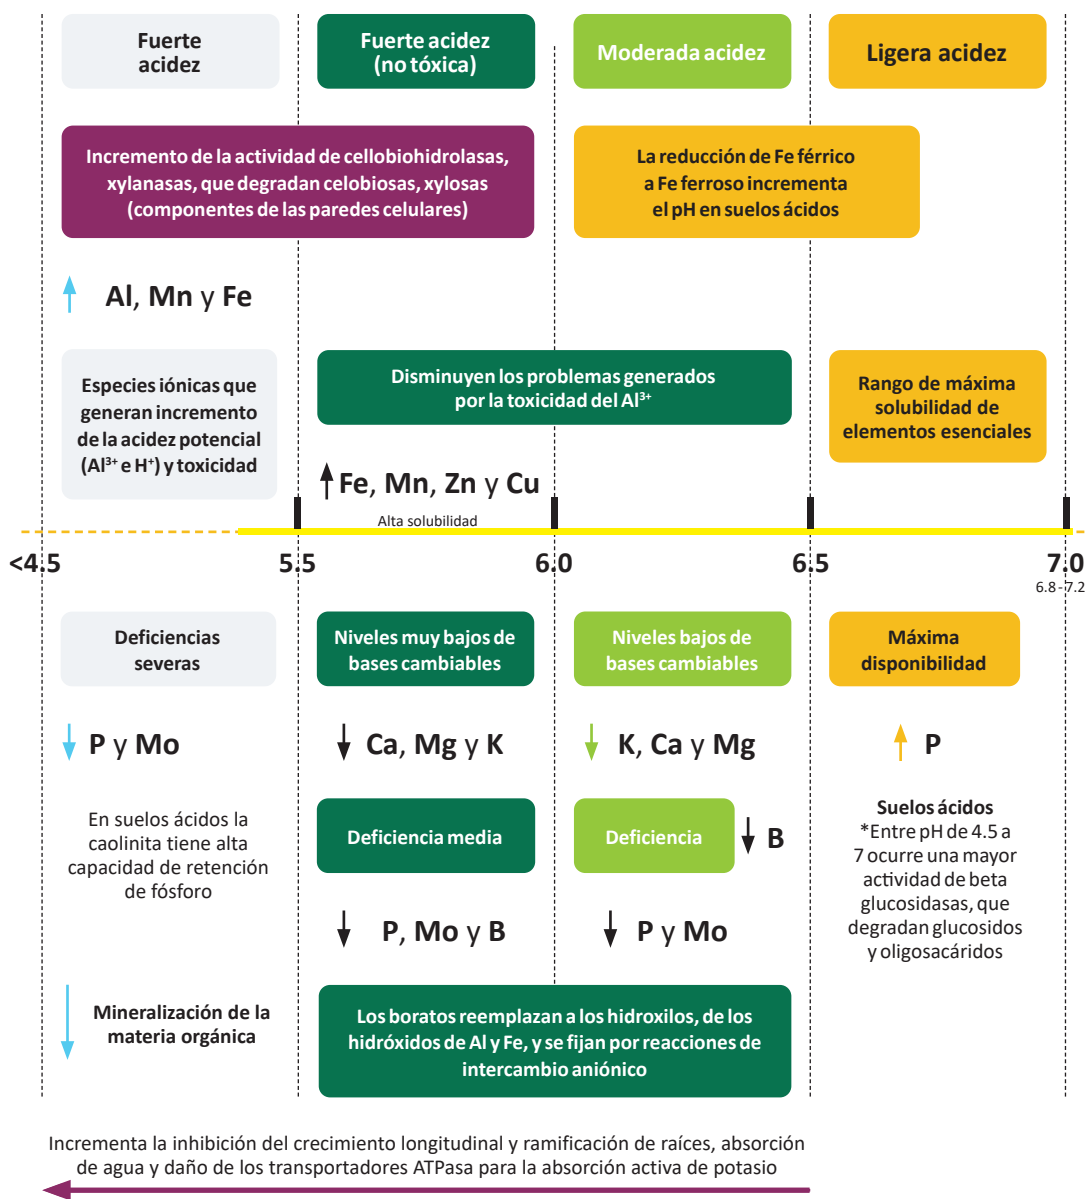 Fuerte
acidez
Fuerte acidez
(no tóxica)
Moderada acidez
Ligera acidez
Incremento de la actividad de cellobiohidrolasas,
xylanasas, que degradan celobiosas, xylosas
(componentes de las paredes celulares)
La reducción de Fe férrico
a Fe ferroso incrementa
el pH en suelos ácidos
Al, Mn y Fe
Especies iónicas que
generan incremento
de la acidez potencial
(Al³⁺ e H⁺) y toxicidad
Disminuyen los problemas generados
por la toxicidad del Al³⁺
Rango de máxima
solubilidad de
elementos esenciales
Fe, Mn, Zn y Cu
Alta solubilidad
<4.5
5.5
6.0
6.5
7.0
6.8-7.2
Deficiencias
severas
Niveles muy bajos de
bases cambiables
Niveles bajos de
bases cambiables
Máxima
disponibilidad
P y Mo
Ca, Mg y K
K, Ca y Mg
P
En suelos ácidos la
caolinita tiene alta
capacidad de retención
de fósforo
Deficiencia media
Deficiencia
B
Suelos ácidos
*Entre pH de 4.5 a
7 ocurre una mayor
actividad de beta
glucosidasas, que
degradan glucosidos
y oligosacáridos
P, Mo y B
P y Mo
Mineralización de la
materia orgánica
Los boratos reemplazan a los hidroxilos, de los
hidróxidos de Al y Fe, y se fijan por reacciones de
intercambio aniónico
Incrementa la inhibición del crecimiento longitudinal y ramificación de raíces, absorción
de agua y daño de los transportadores ATPasa para la absorción activa de potasio